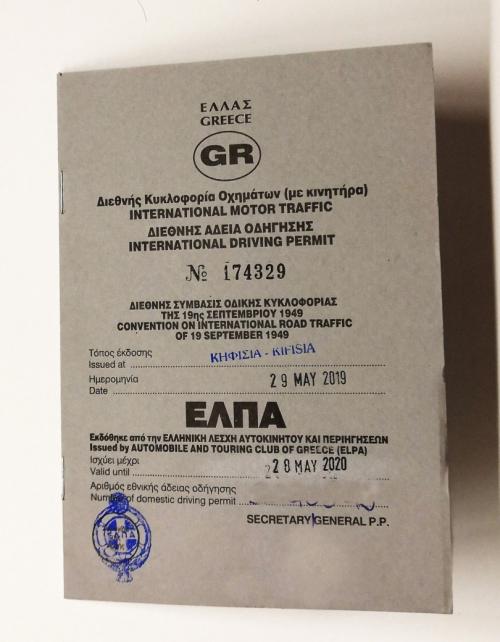 ΕΛΛΑΣ
GREECE
GR
Διεθνής Κυκλοφορία Οχημάτων (με κινητήρα)
INTERNATIONAL MOTOR TRAFFIC
ΔΙΕΘΝΗΣ ΑΔΕΙΑ ΟΔΗΓΗΣΗΣ
INTERNATIONAL DRIVING PERMIT
№ 174329
ΔΙΕΘΝΗΣ ΣΥΜΒΑΣΙΣ ΟΔΙΚΗΣ ΚΥΚΛΟΦΟΡΙΑΣ
ΤΗΣ 19ης ΣΕΠΤΕΜΒΡΙΟΥ 1949
CONVENTION ON INTERNATIONAL ROAD TRAFFIC
OF 19 SEPTEMBER 1949
Τόπος έκδοσης
Issued at ΚΗΦΙΣΙΑ - KIFISIA
Ημερομηνία
Date 29 MAY 2019
ΕΛΠΑ
Εκδόθηκε από την ΕΛΛΗΝΙΚΗ ΛΕΣΧΗ ΑΥΤΟΚΙΝΗΤΟΥ ΚΑΙ ΠΕΡΙΗΓΗΣΕΩΝ
Issued by AUTOMOBILE AND TOURING CLUB OF GREECE (ELPA)
Ισχύει μέχρι
Valid until 28 MAY 2020
Αριθμός εθνικής άδειας οδήγησης
Number of domestic driving permit
SECRETARY GENERAL P.P.
ΕΛΠΑ